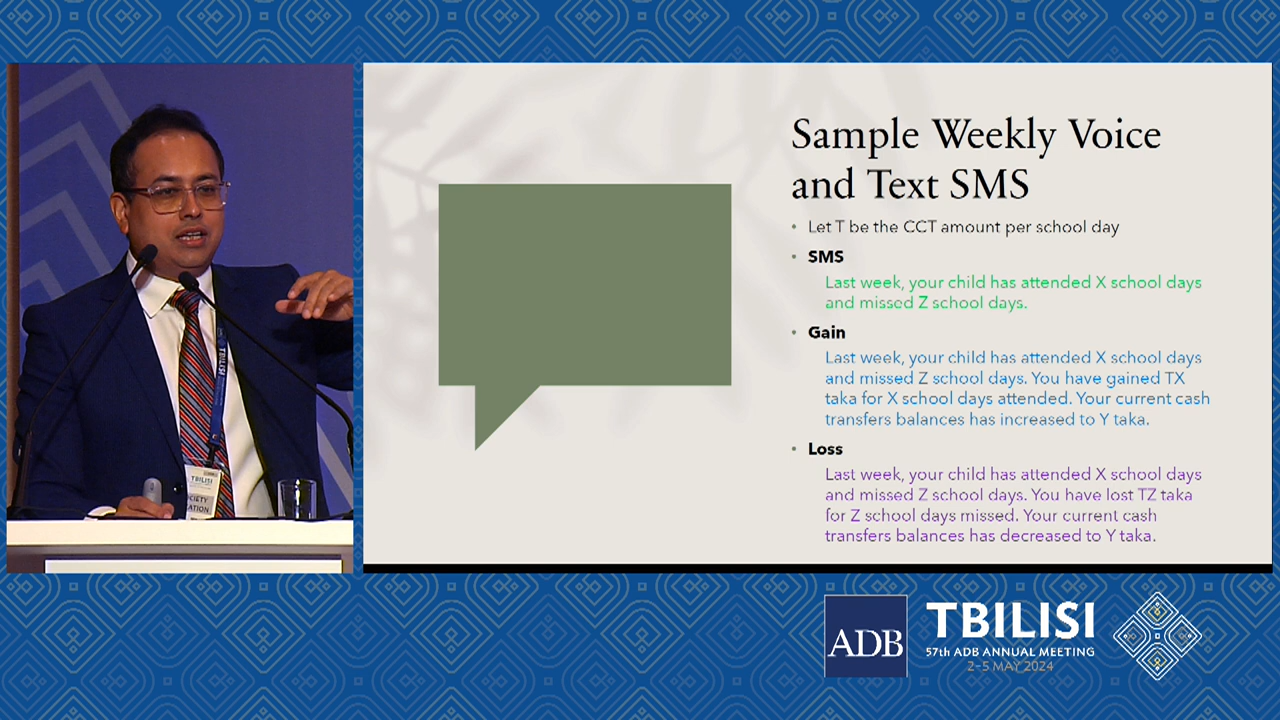 Sample Weekly Voice
and Text SMS
• Let T be the CCT amount per school day
• SMS
Last week, your child has attended X school days
and missed Z school days.
• Gain
Last week, your child has attended X school days
and missed Z school days. You have gained TX
taka for X school days attended. Your current cash
transfers balances has increased to Y taka.
• Loss
Last week, your child has attended X school days
and missed Z school days. You have lost TZ taka
for Z school days missed. Your current cash
transfers balances has decreased to Y taka.
TBILISI
TBILISI
ADB
TBILISI
57th ADB ANNUAL MEETING
2–5 MAY 2024